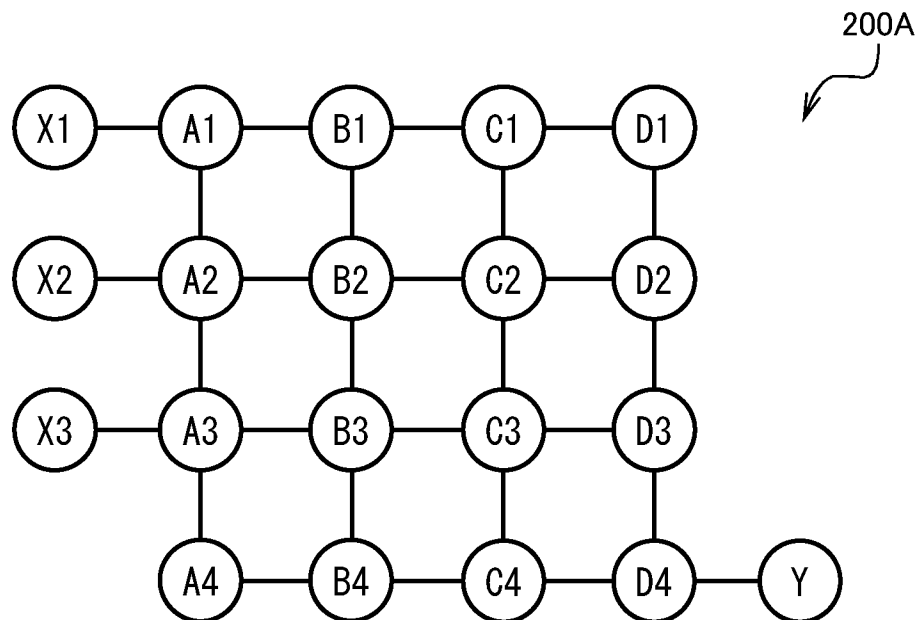 200A
X1 A1 B1 C1 D1
X2 A2 B2 C2 D2
X3 A3 B3 C3 D3
A4 B4 C4 D4 Y